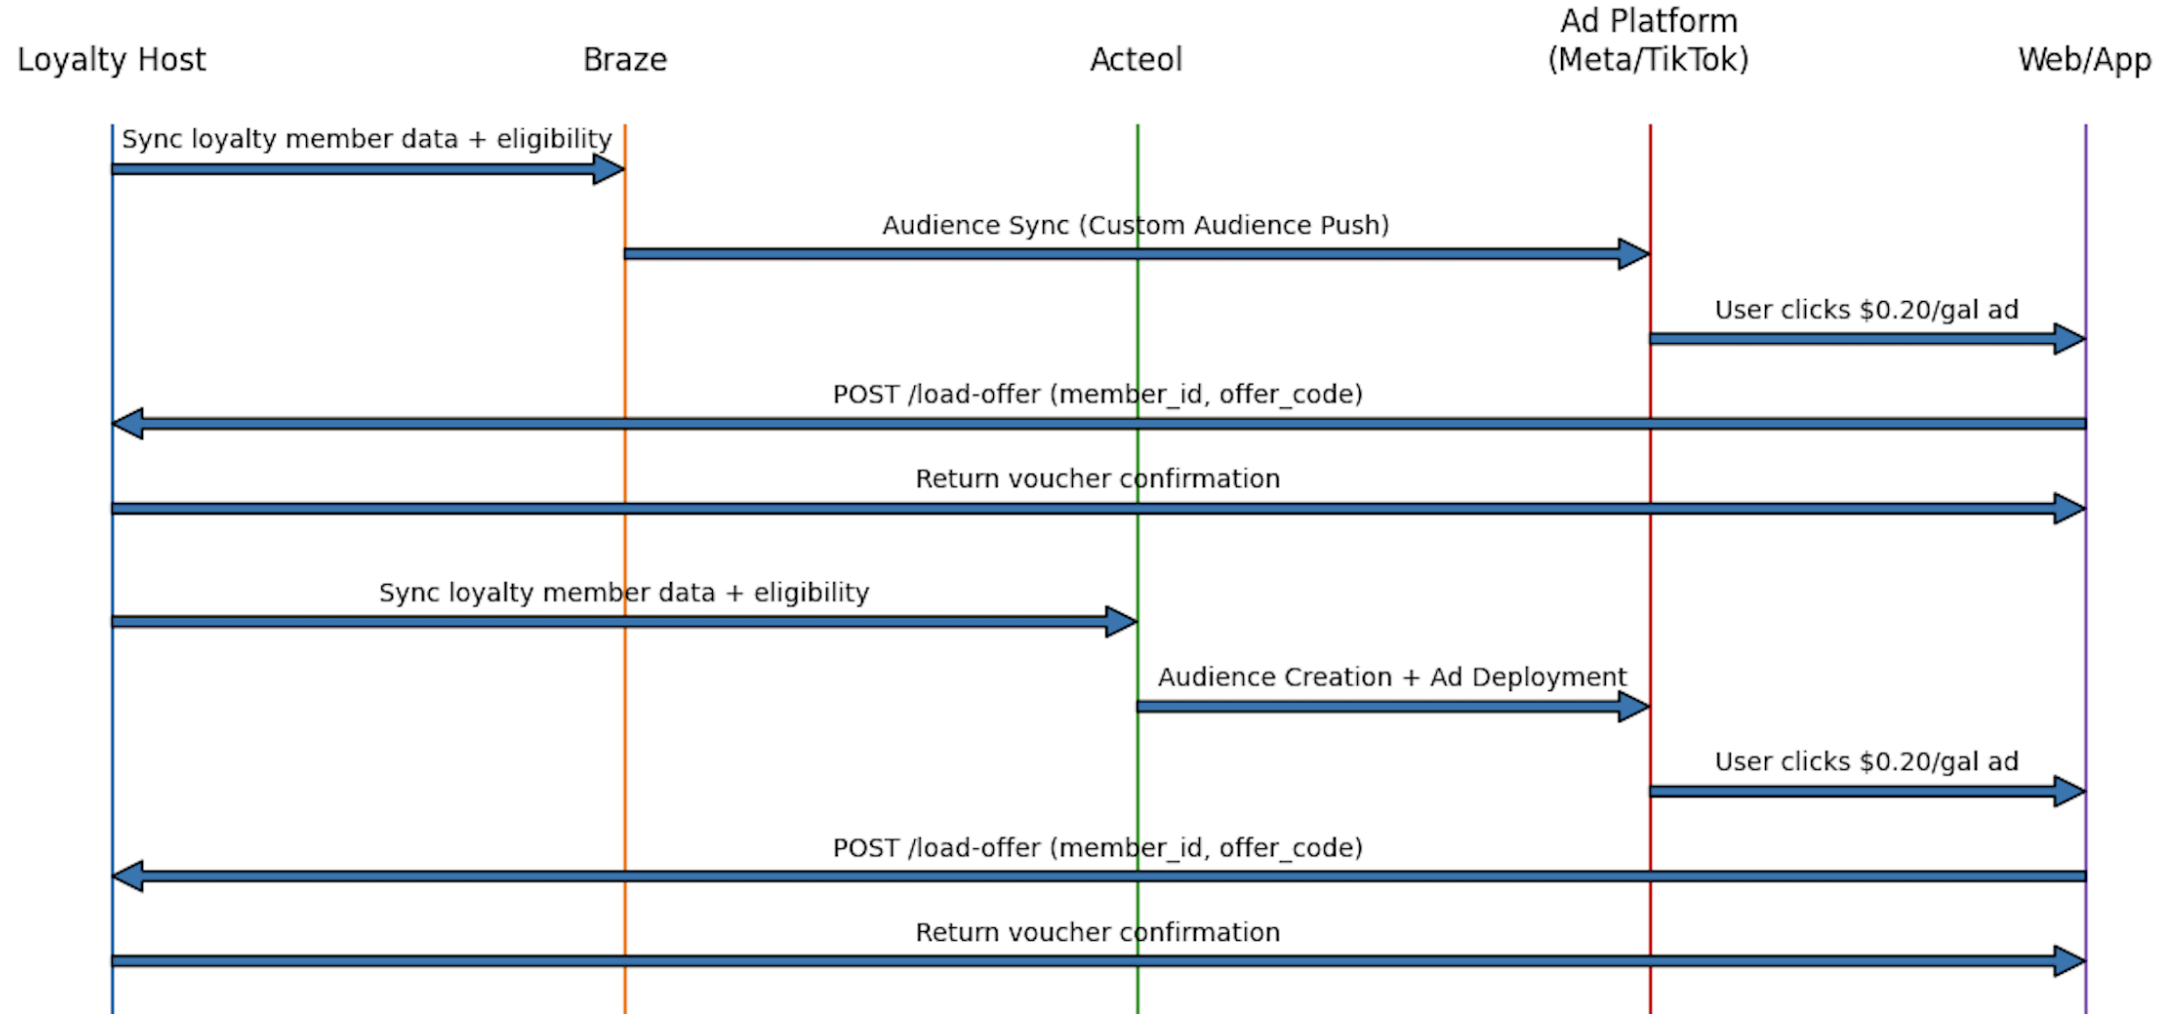 Loyalty Host
Braze
Acteol
Ad Platform
(Meta/TikTok)
Web/App
Sync loyalty member data + eligibility
Audience Sync (Custom Audience Push)
User clicks $0.20/gal ad
POST /load-offer (member_id, offer_code)
Return voucher confirmation
Sync loyalty member data + eligibility
Audience Creation + Ad Deployment
User clicks $0.20/gal ad
POST /load-offer (member_id, offer_code)
Return voucher confirmation